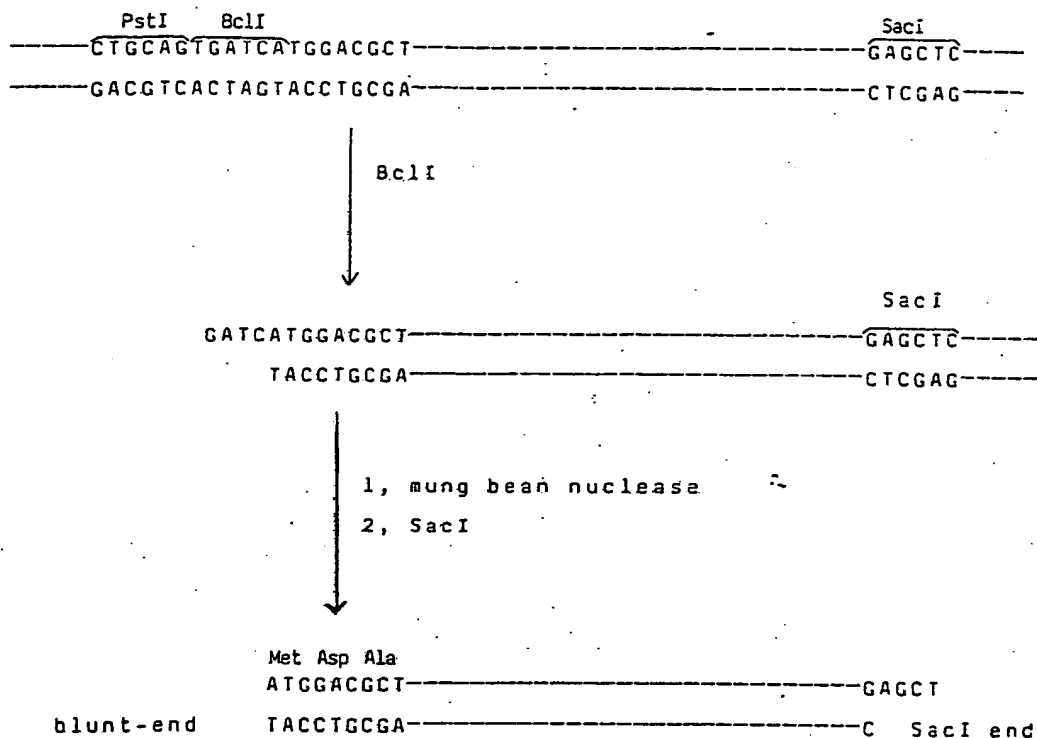 PstI BclI SacI
-----CTGCAGTGATCATGGACGCT----------GAGCTC-----
-----GACGTCACTAGTACCTGCGA----------CTCGAG-----
BclI
SacI
GATCATGGACGCT----------GAGCTC-----
TACCTGCGA----------CTCGAG-----
1, mung bean nuclease
2, SacI
Met Asp Ala
ATGGACGCT----------GAGCT
blunt-end TACCTGCGA----------C SacI end